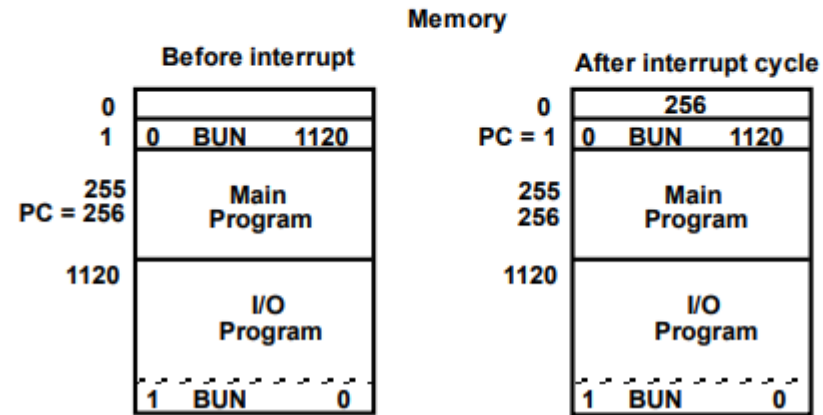 Memory
Before interrupt
0
1 0 BUN 1120
255 Main
PC = 256 Program
1120
I/O
Program
1 BUN 0
After interrupt cycle
0 256
PC = 1 0 BUN 1120
255 Main
256 Program
1120
I/O
Program
1 BUN 0